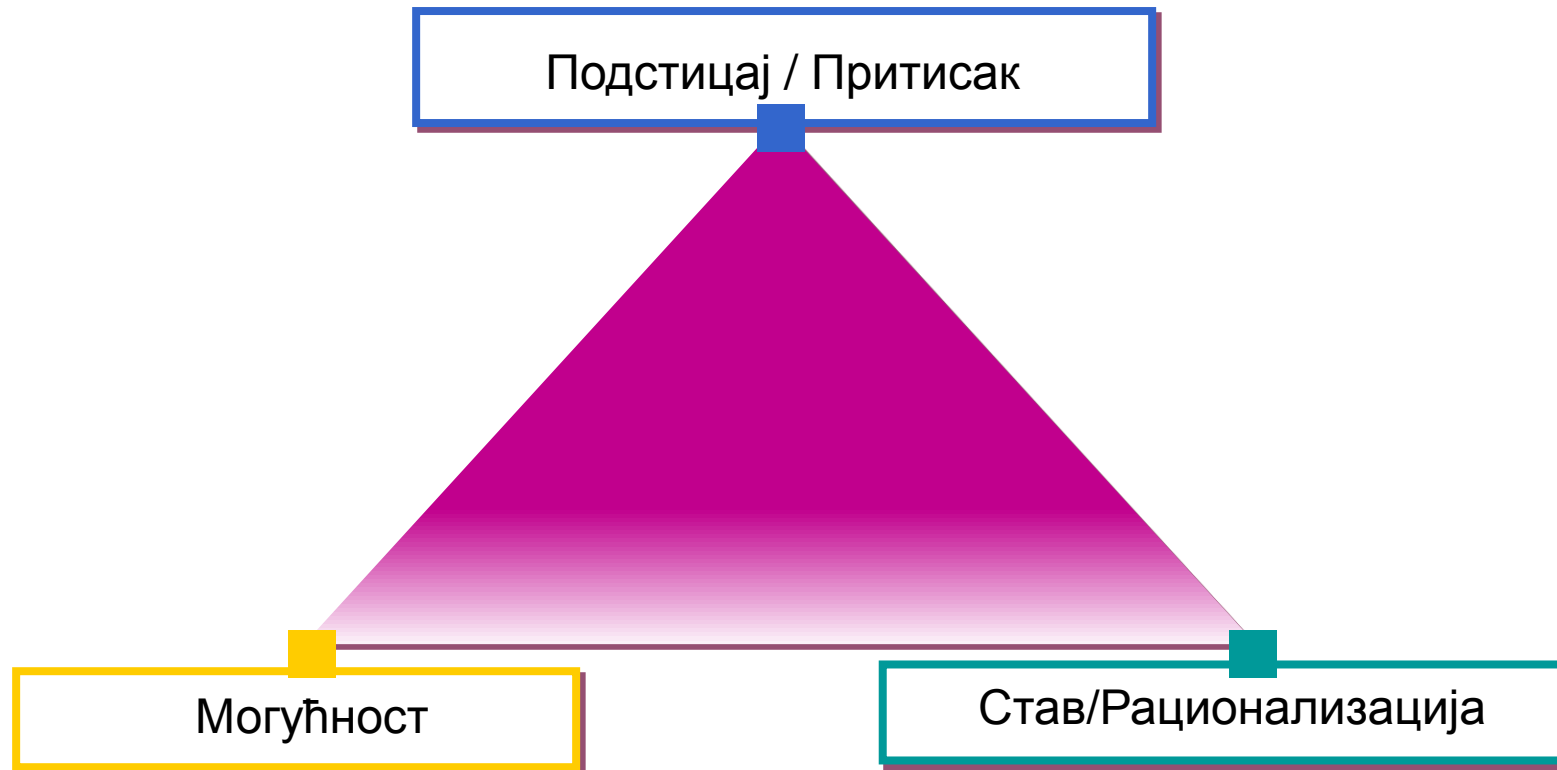 Подстицај / Притисак
Могућност
Став/Рационализација